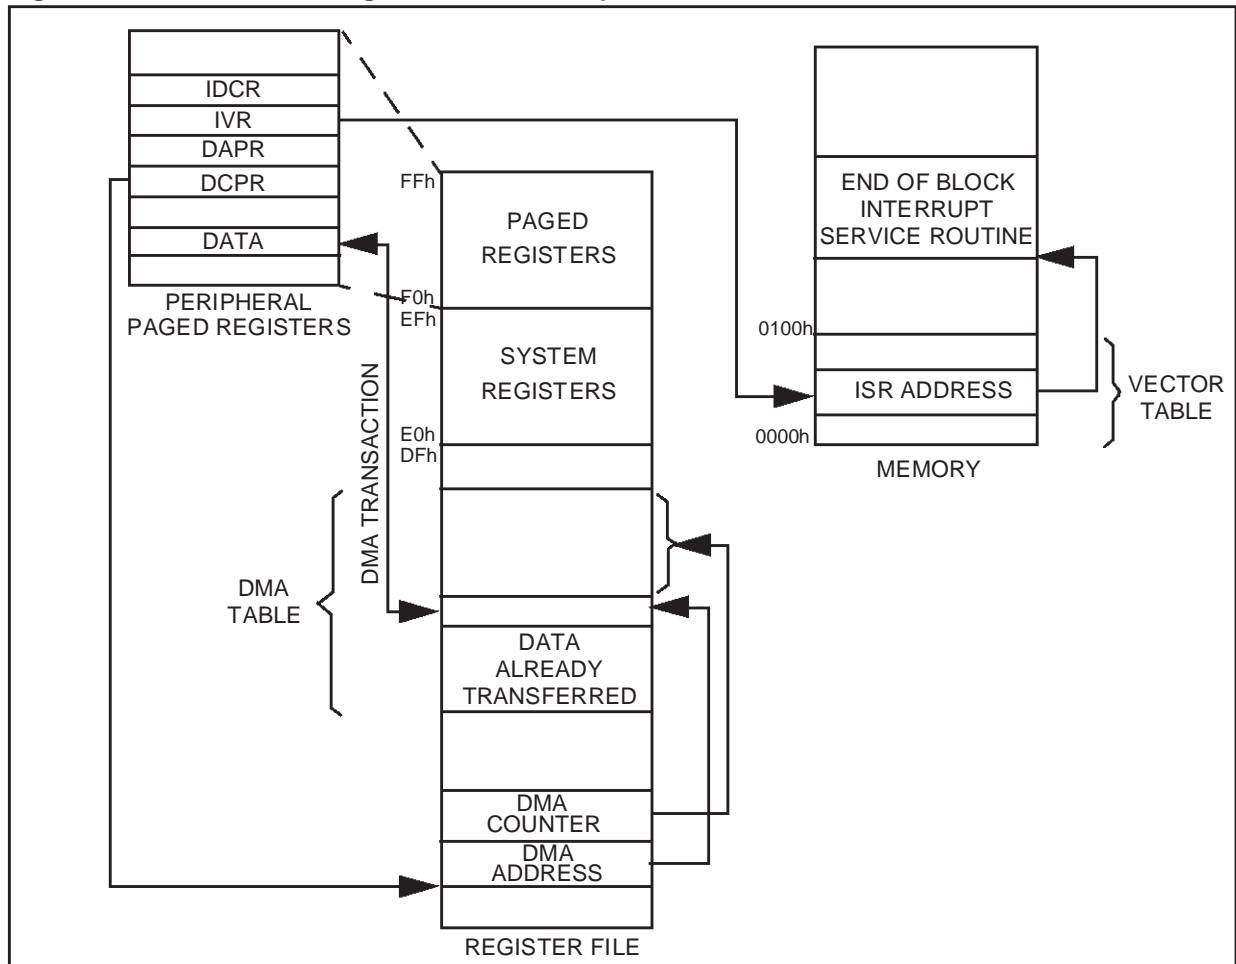 IDCR
IVR
DAPR
DCPR
DATA
PERIPHERAL
PAGED REGISTERS
FFh
PAGED
REGISTERS
F0h
EFh
SYSTEM
REGISTERS
E0h
DFh
DMA TRANSACTION
DMA
TABLE
DATA
ALREADY
TRANSFERRED
DMA
COUNTER
DMA
ADDRESS
REGISTER FILE
END OF BLOCK
INTERRUPT
SERVICE ROUTINE
0100h
ISR ADDRESS
0000h
MEMORY
VECTOR
TABLE